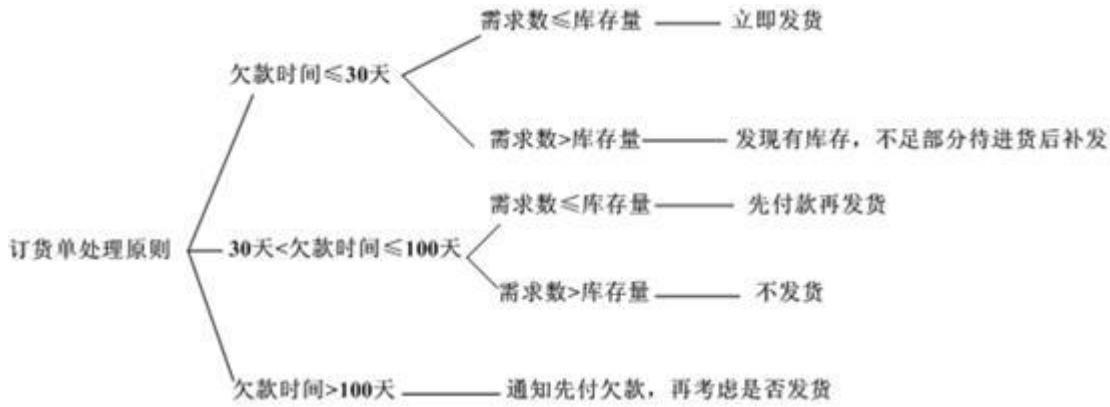 需求数≤库存量
立即发货
欠款时间≤30天
需求数>库存量
发现有库存，不足部分待进货后补发
需求数≤库存量
先付款再发货
订货单处理原则
30天<欠款时间≤100天
需求数>库存量
不发货
欠款时间>100天
通知先付欠款，再考虑是否发货